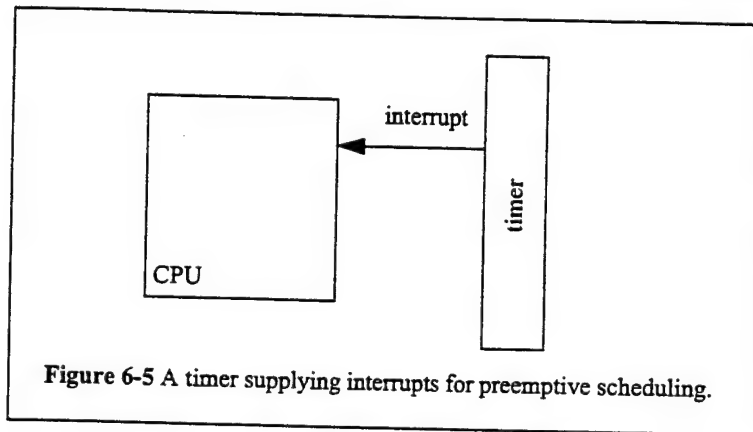 interrupt
timer
CPU
Figure 6-5 A timer supplying interrupts for preemptive scheduling.